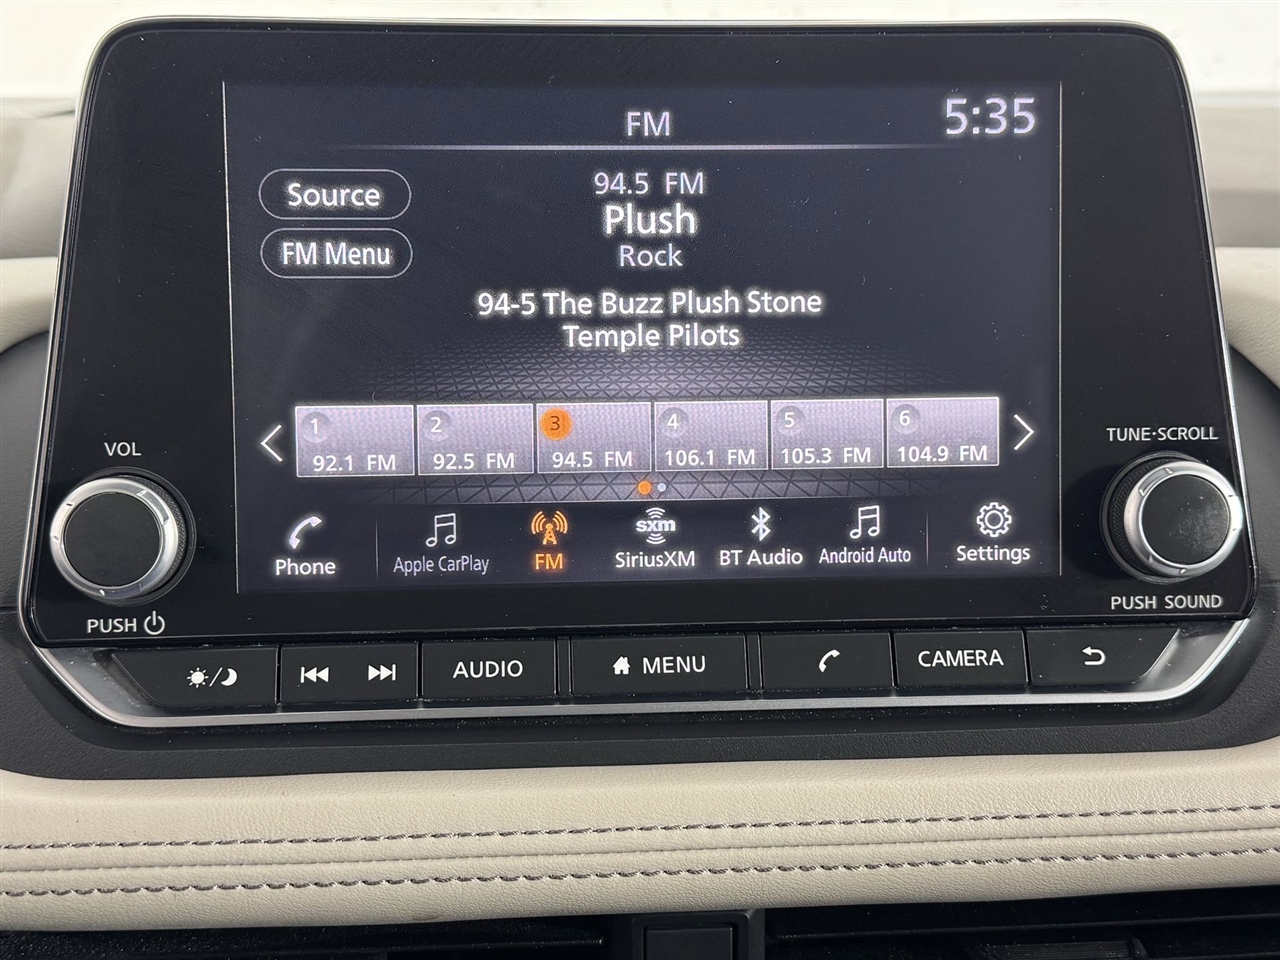 FM
5:35
Source
FM Menu
94.5 FM
Plush
Rock
94-5 The Buzz Plush Stone
Temple Pilots
1
92.1 FM
2
92.5 FM
3
94.5 FM
4
106.1 FM
5
105.3 FM
6
104.9 FM
Phone
Apple CarPlay
FM
sxm
SiriusXM
BT Audio
Android Auto
Settings
VOL
PUSH
TUNE·SCROLL
PUSH SOUND
AUDIO
MENU
CAMERA